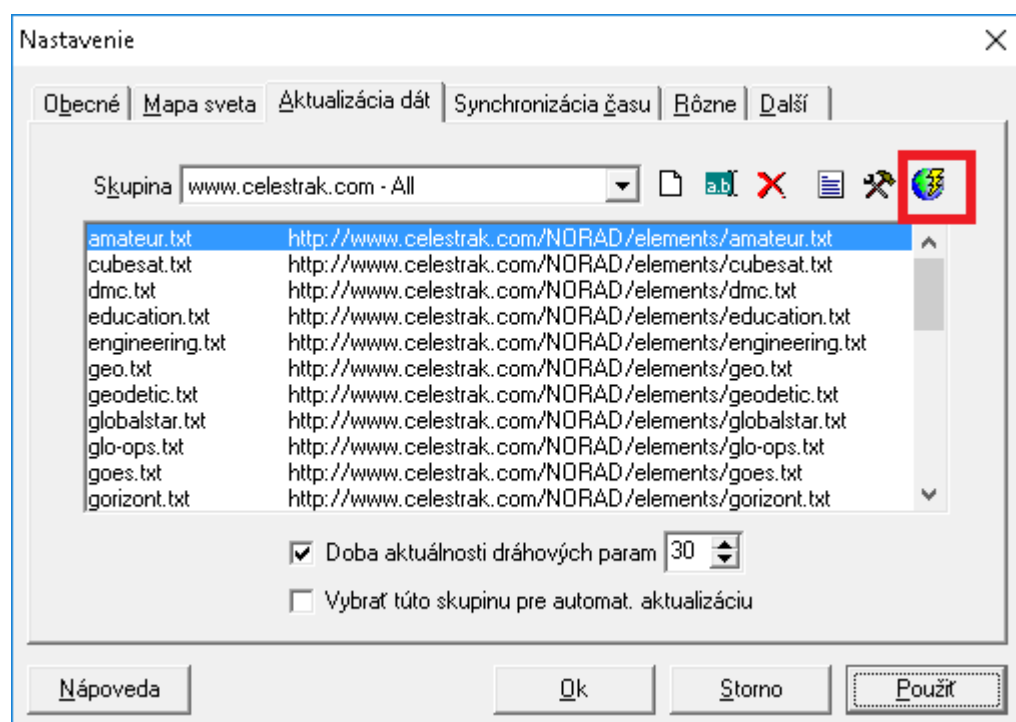 Nastavenie
Obecné Mapa sveta Aktualizácia dát Synchronizácia času Rôzne Další
Skupina www.celestrak.com - All a.b
amateur.txt http://www.celestrak.com/NORAD/elements/amateur.txt
cubesat.txt http://www.celestrak.com/NORAD/elements/cubesat.txt
dmc.txt http://www.celestrak.com/NORAD/elements/dmc.txt
education.txt http://www.celestrak.com/NORAD/elements/education.txt
engineering.txt http://www.celestrak.com/NORAD/elements/engineering.txt
geo.txt http://www.celestrak.com/NORAD/elements/geo.txt
geodetic.txt http://www.celestrak.com/NORAD/elements/geodetic.txt
globalstar.txt http://www.celestrak.com/NORAD/elements/globalstar.txt
glo-ops.txt http://www.celestrak.com/NORAD/elements/glo-ops.txt
goes.txt http://www.celestrak.com/NORAD/elements/goes.txt
gorizont.txt http://www.celestrak.com/NORAD/elements/gorizont.txt
Doba aktuálnosti dráhových param 30
Vybrať túto skupinu pre automat. aktualizáciu
Nápoveda Ok Storno Použiť